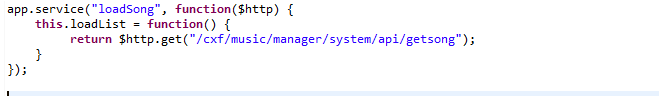 app.service("loadSong", function($http) {
    this.loadList = function() {
        return $http.get("/cxf/music/manager/system/api/getsong");
    }
});